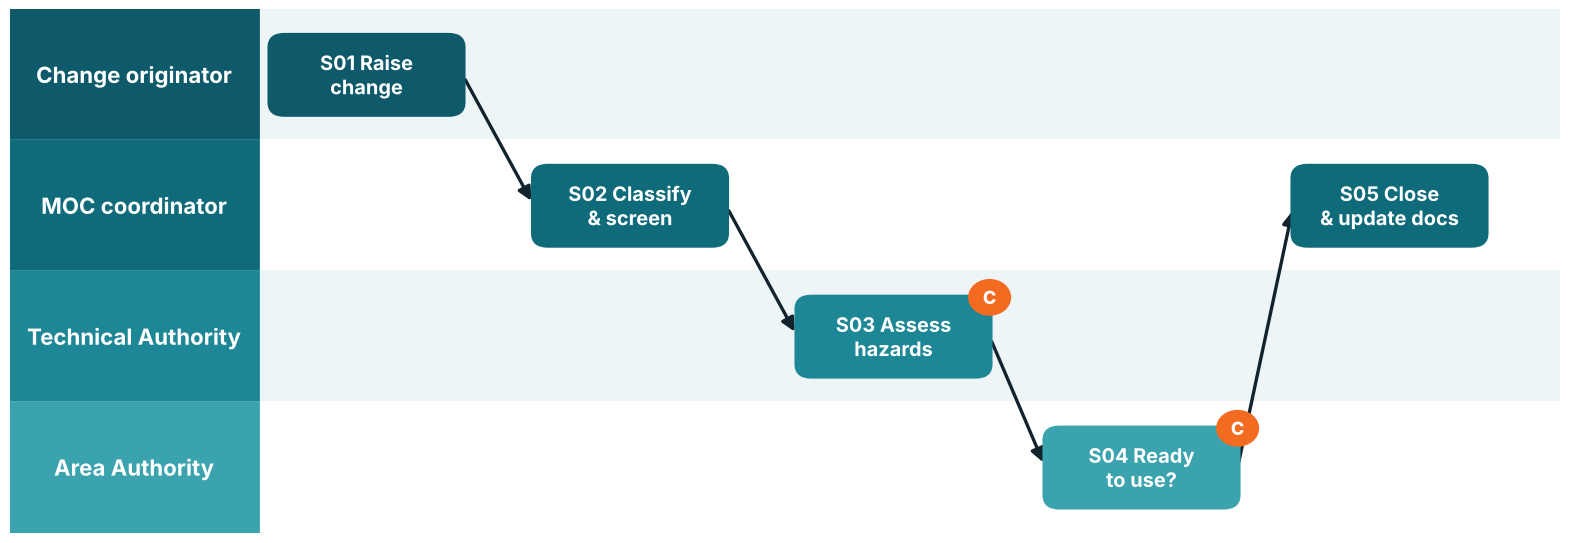 Change originator
S01 Raise
change
MOC coordinator
S02 Classify
& screen
S05 Close
& update docs
Technical Authority
C
S03 Assess
hazards
Area Authority
C
S04 Ready
to use?